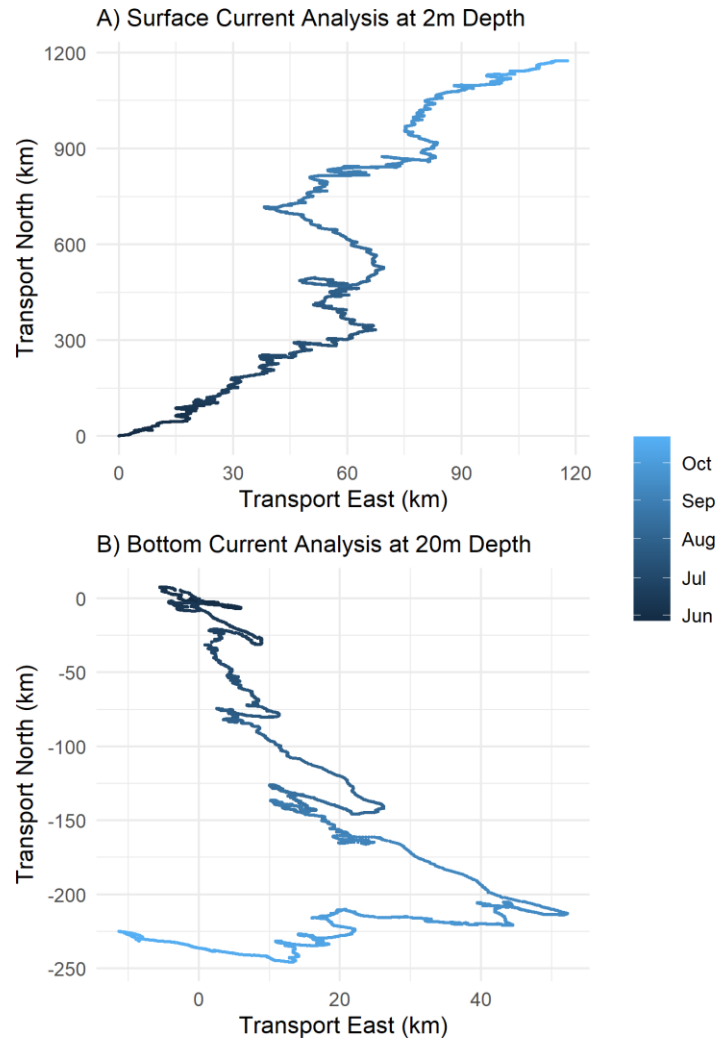 A) Surface Current Analysis at 2m Depth
1200
900
600
300
0
Transport North (km)
0 30 60 90 120
Transport East (km)
Oct
Sep
Aug
Jul
Jun
B) Bottom Current Analysis at 20m Depth
0
-50
-100
-150
-200
-250
Transport North (km)
0 20 40
Transport East (km)